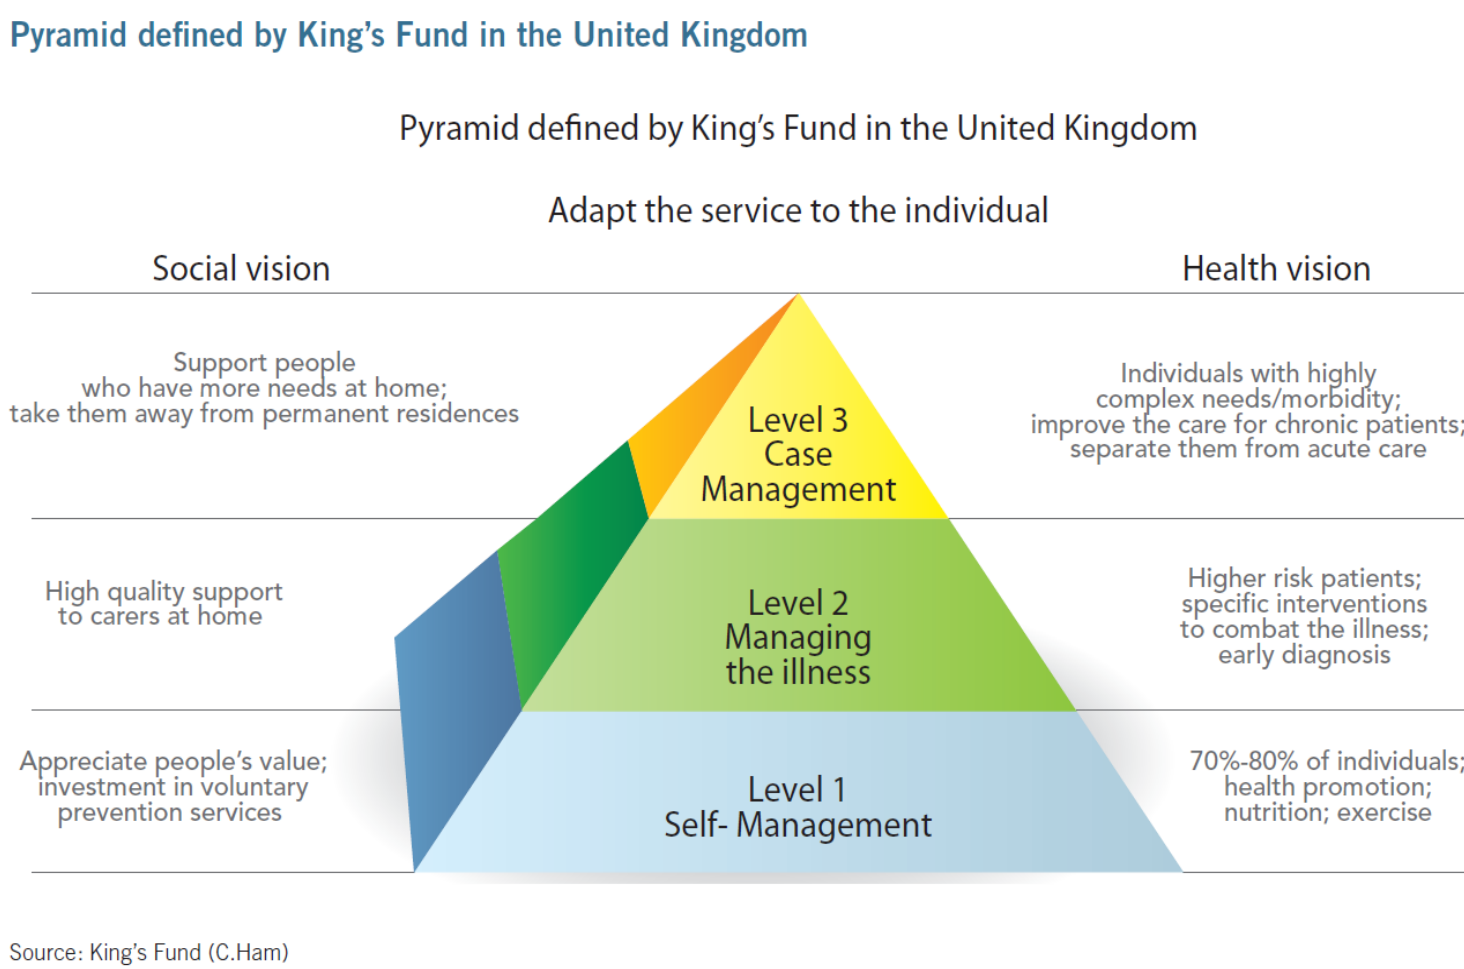 Pyramid defined by King's Fund in the United Kingdom
Pyramid defined by King's Fund in the United Kingdom
Adapt the service to the individual
Social vision
Health vision
Support people
who have more needs at home;
take them away from permanent residences
Level 3
Case
Management
Individuals with highly
complex needs/morbidity;
improve the care for chronic patients;
separate them from acute care
High quality support
to carers at home
Level 2
Managing
the illness
Higher risk patients;
specific interventions
to combat the illness;
early diagnosis
Appreciate people's value;
investment in voluntary
prevention services
Level 1
Self- Management
70%-80% of individuals;
health promotion;
nutrition; exercise
Source: King's Fund (C.Ham)